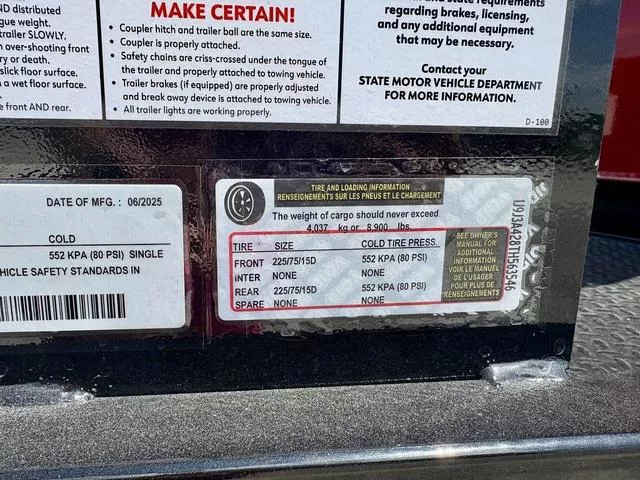 AND distributed
gue weight.
trailer SLOWLY.
n over-shooting front
ry or death.
slick floor surface.
n a wet floor surface.
e front AND rear.
MAKE CERTAIN!
• Coupler hitch and trailer ball are the same size.
• Coupler is properly attached.
• Safety chains are criss-crossed under the tongue of
the trailer and properly attached to towing vehicle.
• Trailer brakes (if equipped) are properly adjusted
and break away device is attached to towing vehicle.
• All trailer lights are working properly.
state requirements
regarding brakes, licensing,
and any additional equipment
that may be necessary.
Contact your
STATE MOTOR VEHICLE DEPARTMENT
FOR MORE INFORMATION.
D-100
DATE OF MFG. : 06/2025
COLD
552 KPA (80 PSI) SINGLE
HICLE SAFETY STANDARDS IN
TIRE AND LOADING INFORMATION
RENSEIGNEMENTS SUR LES PNEUS ET LE CHARGEMENT
The weight of cargo should never exceed
4,037 kg or 8,900 lbs.
TIRE SIZE COLD TIRE PRESS.
FRONT 225/75/15D 552 KPA (80 PSI)
INTER NONE NONE
REAR 225/75/15D 552 KPA (80 PSI)
SPARE NONE NONE
SEE OWNER'S
MANUAL FOR
ADDITIONAL
INFORMATION
VOIR LE MANUEL
DE L'USAGER
POUR PLUS DE
RENSEIGNEMENTS